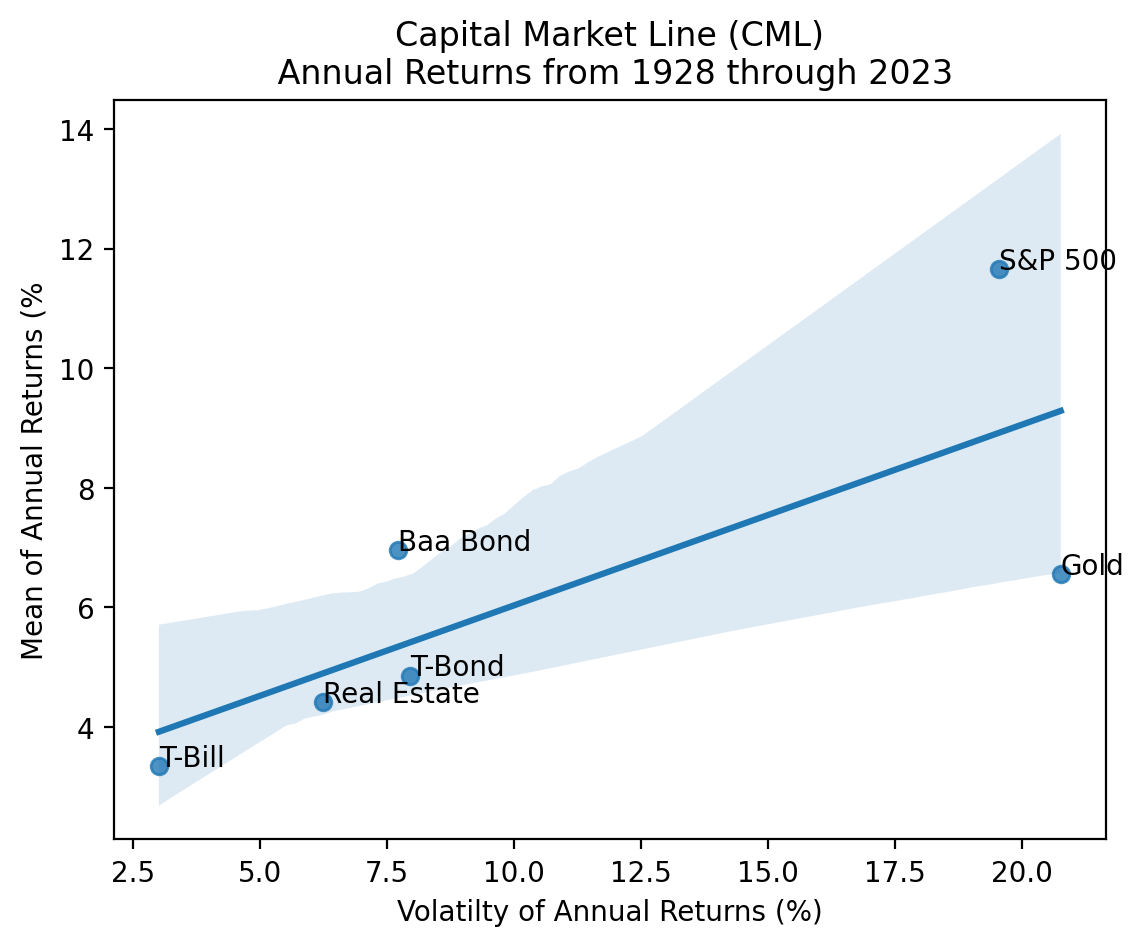 Capital Market Line (CML)
Annual Returns from 1928 through 2023
Mean of Annual Returns (%
14
12
10
8
6
4
S&P 500
Baa Bond
Gold
T-Bond
Real Estate
T-Bill
2.5 5.0 7.5 10.0 12.5 15.0 17.5 20.0
Volatilty of Annual Returns (%)